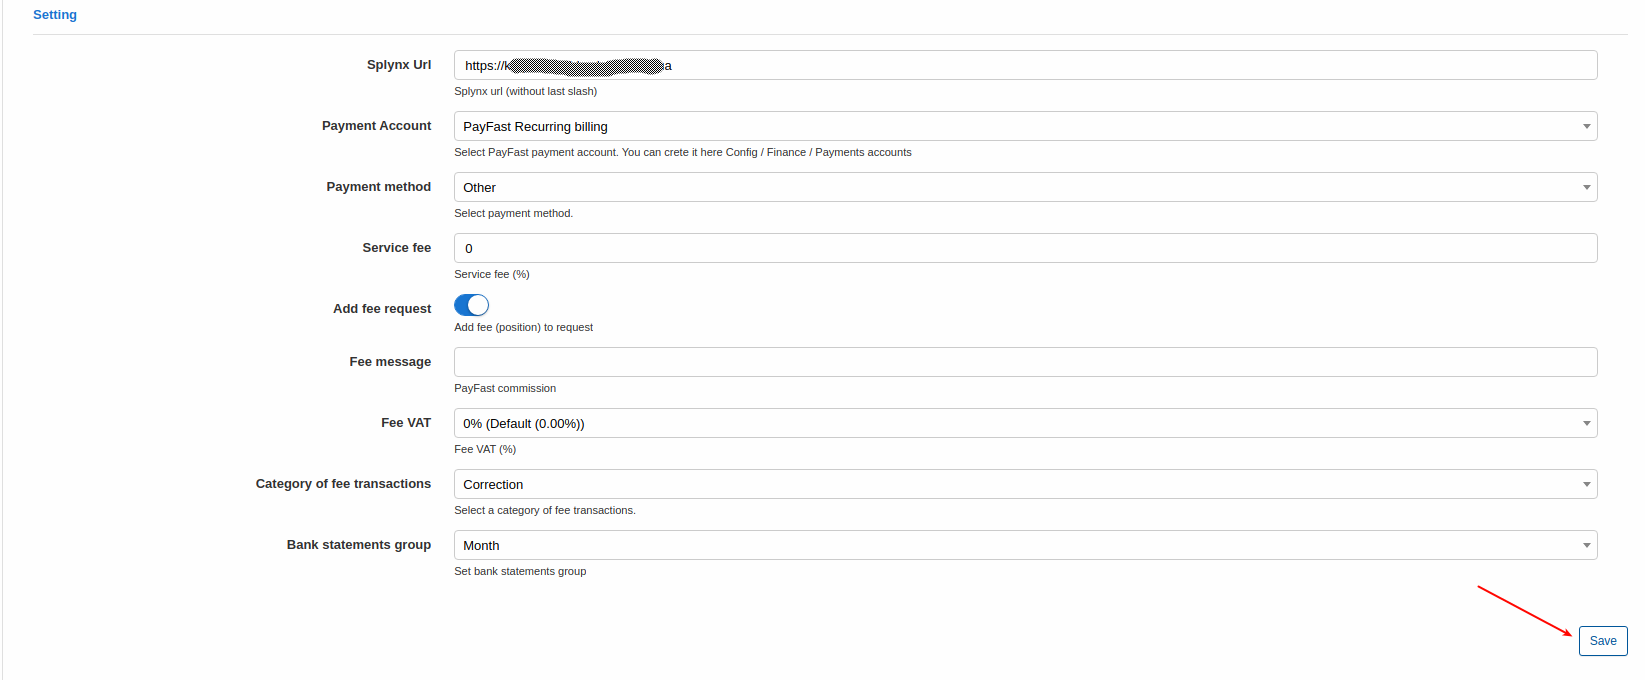 Setting
Splynx Url
https://k a
Splynx url (without last slash)
Payment Account
PayFast Recurring billing
Select PayFast payment account. You can crete it here Config / Finance / Payments accounts
Payment method
Other
Select payment method.
Service fee
0
Service fee (%)
Add fee request
Add fee (position) to request
Fee message
PayFast commission
Fee VAT
0% (Default (0.00%))
Fee VAT (%)
Category of fee transactions
Correction
Select a category of fee transactions.
Bank statements group
Month
Set bank statements group
Save